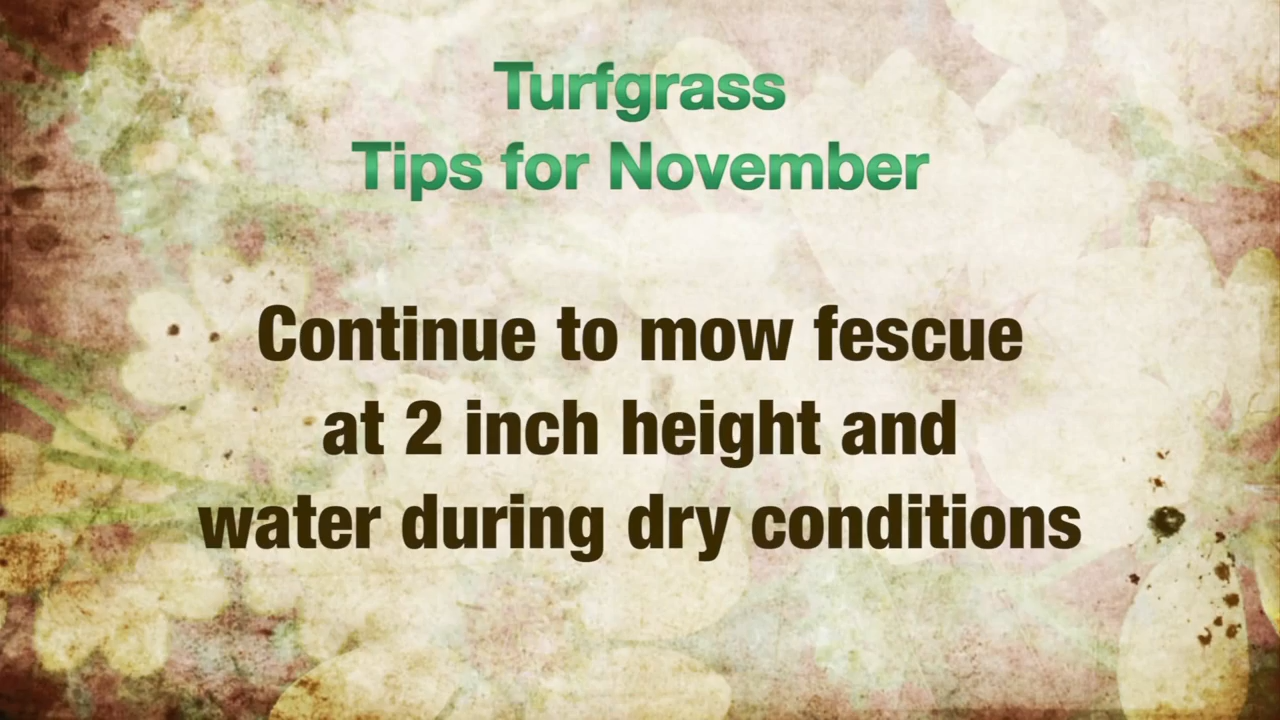 Turfgrass
Tips for November
Continue to mow fescue
at 2 inch height and
water during dry conditions